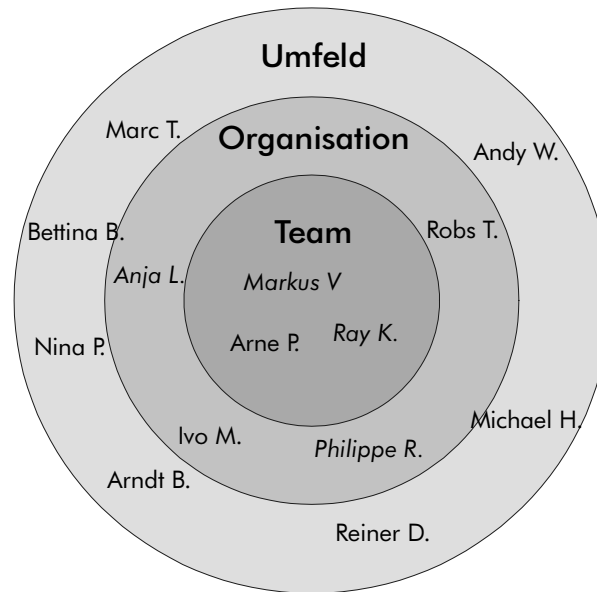 Umfeld
Marc T.
Organisation
Andy W.
Bettina B.
Team
Robs T.
Anja L.
Markus V
Nina P.
Arne P.
Ray K.
Ivo M.
Philippe R.
Michael H.
Arndt B.
Reiner D.